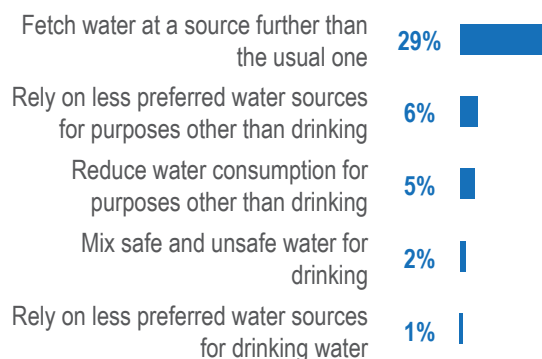 Fetch water at a source further than
the usual one
29%
Rely on less preferred water sources
for purposes other than drinking
6%
Reduce water consumption for
purposes other than drinking
5%
Mix safe and unsafe water for
drinking
2%
Rely on less preferred water sources
for drinking water
1%